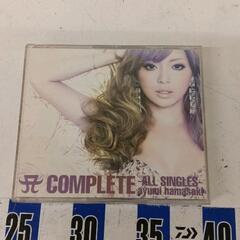 COMPLETE
-ALL SINGLES-
ayumi hamasaki
25 30 35 40